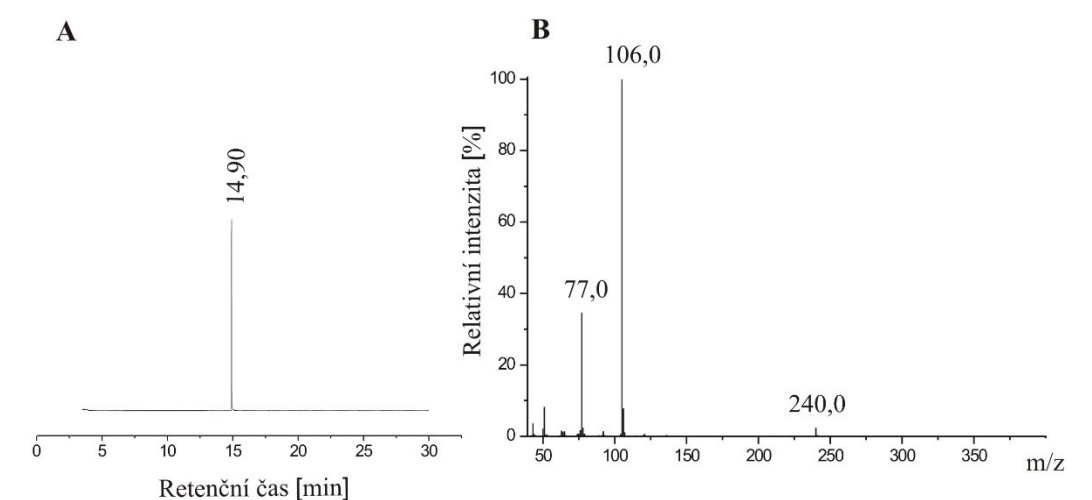 A
14,90
0 5 10 15 20 25 30
Retenční čas [min]
B
106,0
100
80
Relativní intenzita [%]
60
40
77,0
20
240,0
0
50 100 150 200 250 300 350
m/z